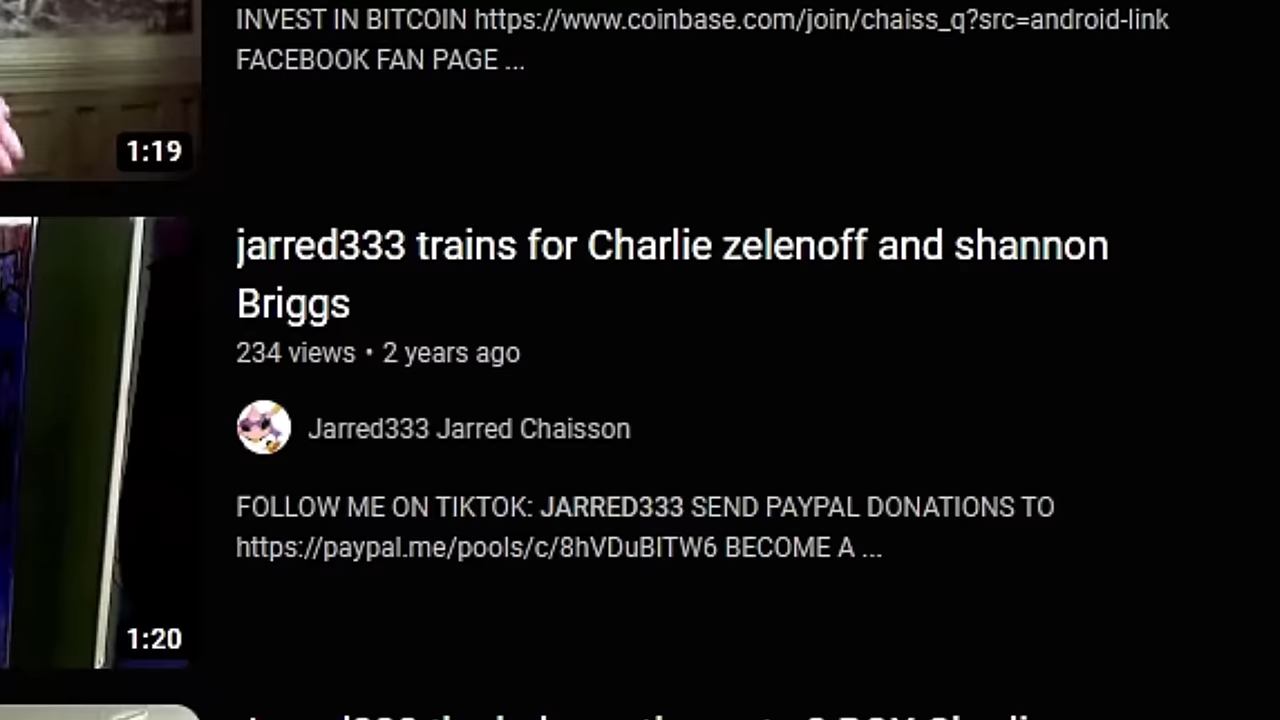 INVEST IN BITCOIN https://www.coinbase.com/join/chaiss_q?src=android-link
FACEBOOK FAN PAGE ...
1:19
jarred333 trains for Charlie zelenoff and shannon
Briggs
234 views • 2 years ago
Jarred333 Jarred Chaisson
FOLLOW ME ON TIKTOK: JARRED333 SEND PAYPAL DONATIONS TO
https://paypal.me/pools/c/8hVDuBITW6 BECOME A ...
1:20